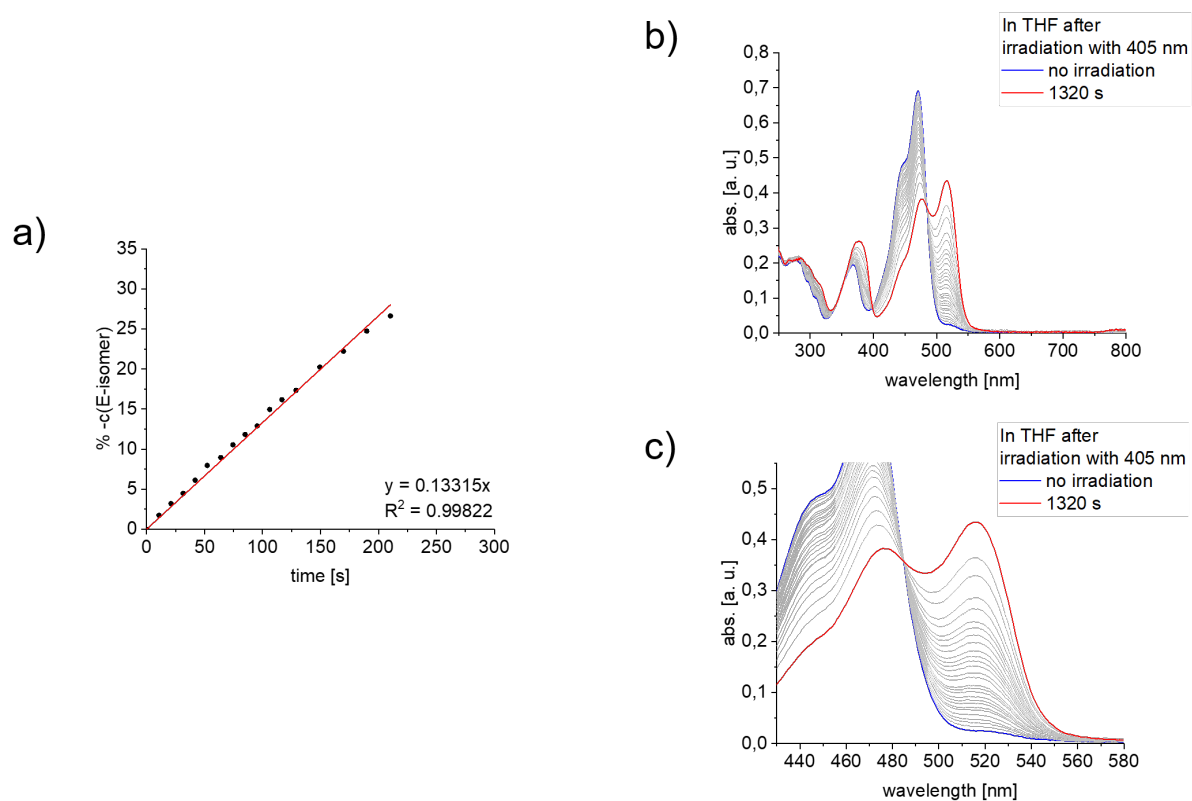 a)
35
30
25
20
15
10
5
0
% -c(E-isomer)
y = 0.13315x
R² = 0.99822
0 50 100 150 200 250 300
time [s]
b)
In THF after
irradiation with 405 nm
no irradiation
1320 s
0,8
0,7
0,6
0,5
0,4
0,3
0,2
0,1
0,0
abs. [a. u.]
300 400 500 600 700 800
wavelength [nm]
c)
In THF after
irradiation with 405 nm
no irradiation
1320 s
0,5
0,4
0,3
0,2
0,1
0,0
abs. [a. u.]
440 460 480 500 520 540 560 580
wavelength [nm]